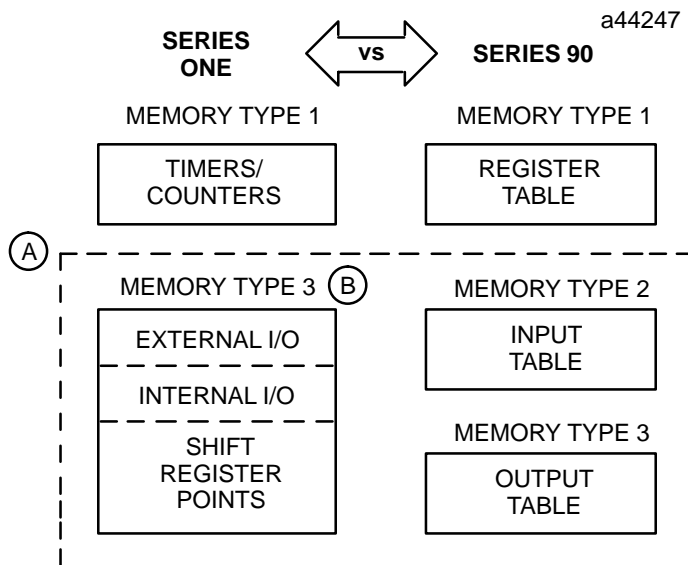 a44247
SERIES
ONE
vs
SERIES 90
MEMORY TYPE 1
MEMORY TYPE 1
TIMERS/
COUNTERS
REGISTER
TABLE
A
MEMORY TYPE 3
B
MEMORY TYPE 2
EXTERNAL I/O
INTERNAL I/O
SHIFT
REGISTER
POINTS
INPUT
TABLE
MEMORY TYPE 3
OUTPUT
TABLE